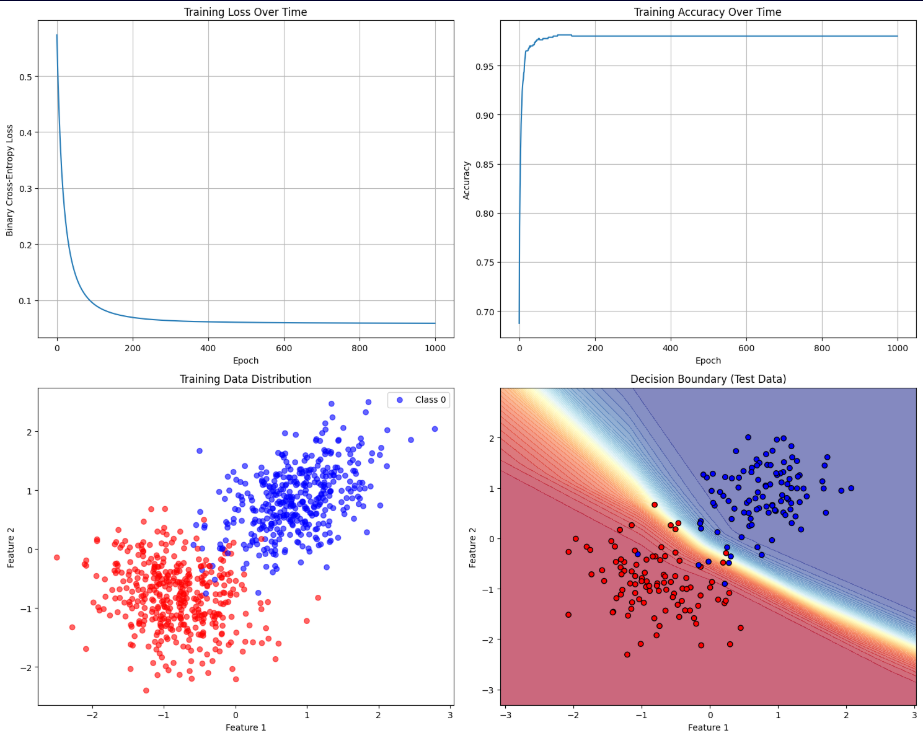 Training Loss Over Time
Binary Cross-Entropy Loss
0.5
0.4
0.3
0.2
0.1
0 200 400 600 800 1000
Epoch
Training Accuracy Over Time
Accuracy
0.95
0.90
0.85
0.80
0.75
0.70
0 200 400 600 800 1000
Epoch
Training Data Distribution
Class 0
Feature 2
2
1
0
−1
−2
−2 −1 0 1 2 3
Feature 1
Decision Boundary (Test Data)
Feature 2
2
1
0
−1
−2
−3
−3 −2 −1 0 1 2 3
Feature 1